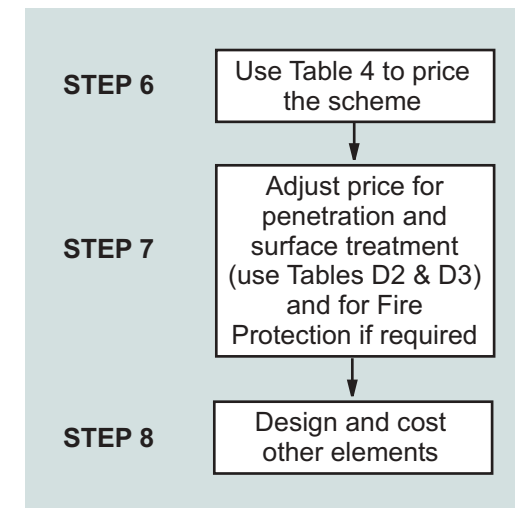 STEP 6
Use Table 4 to price
the scheme
STEP 7
Adjust price for
penetration and
surface treatment
(use Tables D2 & D3)
and for Fire
Protection if required
STEP 8
Design and cost
other elements